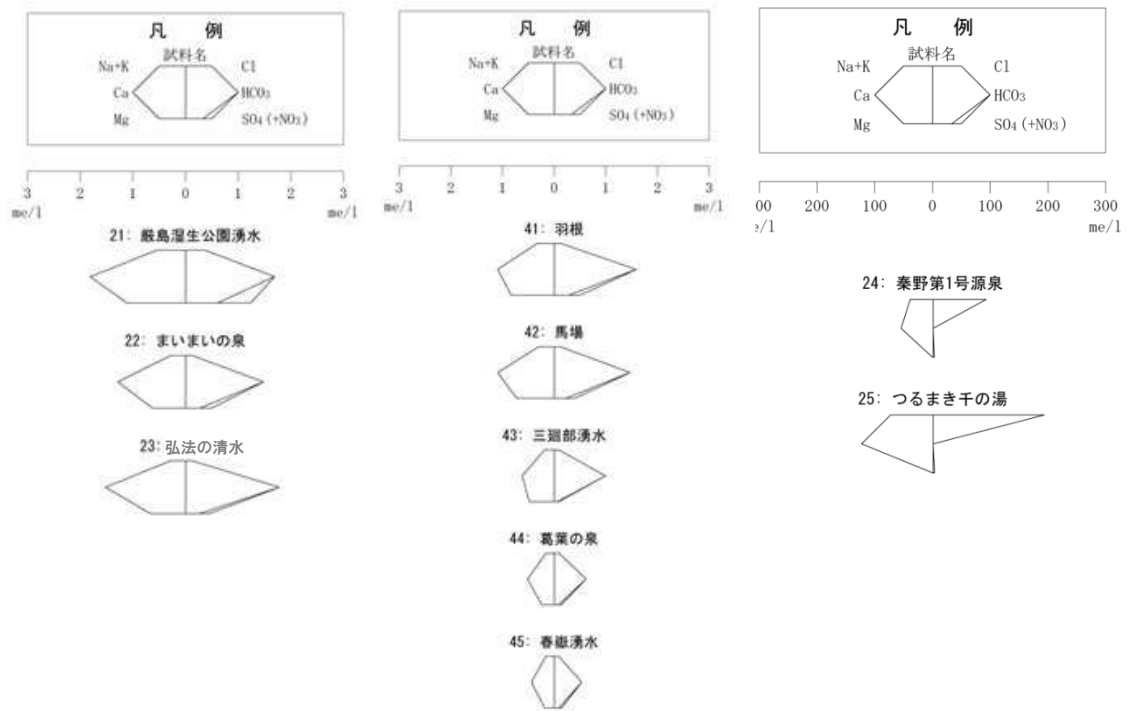 凡 例
試料名
Na+K Cl
Ca HCO₃
Mg SO₄(+NO₃)
3 2 1 0 1 2 3
me/l me/l
21: 厳島湿生公園湧水
22: まいまいの泉
23: 弘法の清水
凡 例
試料名
Na+K Cl
Ca HCO₃
Mg SO₄(+NO₃)
3 2 1 0 1 2 3
me/l me/l
41: 羽根
42: 馬場
43: 三廻部湧水
44: 葛葉の泉
45: 春嶽湧水
凡 例
試料名
Na+K Cl
Ca HCO₃
Mg SO₄(+NO₃)
00 200 100 0 100 200 300
e/l me/l
24: 秦野第1号源泉
25: つるまき千の湯